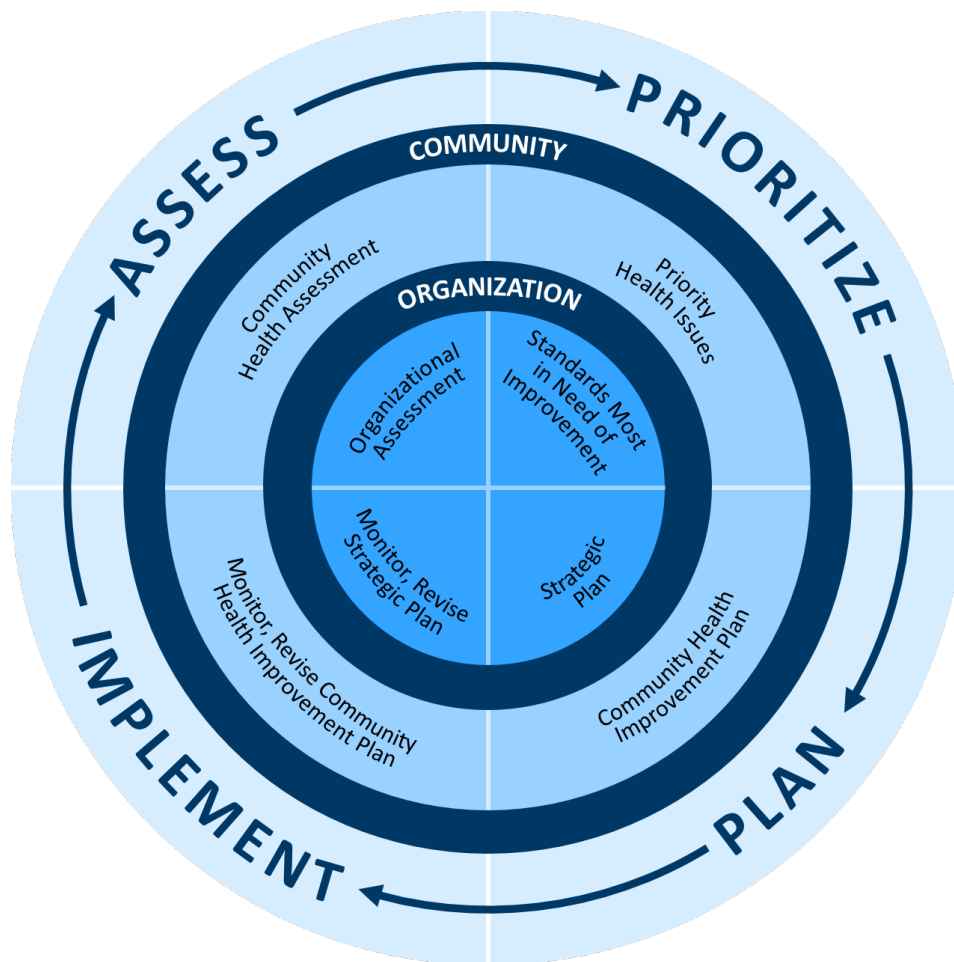 ASSESS
PRIORITIZE
PLAN
IMPLEMENT
COMMUNITY
Community
Health Assessment
Priority
Health Issues
Community Health
Improvement Plan
Monitor, Revise Community
Health Improvement Plan
ORGANIZATION
Organizational
Assessment
Standards Most
in Need of
Improvement
Strategic
Plan
Monitor, Revise
Strategic Plan